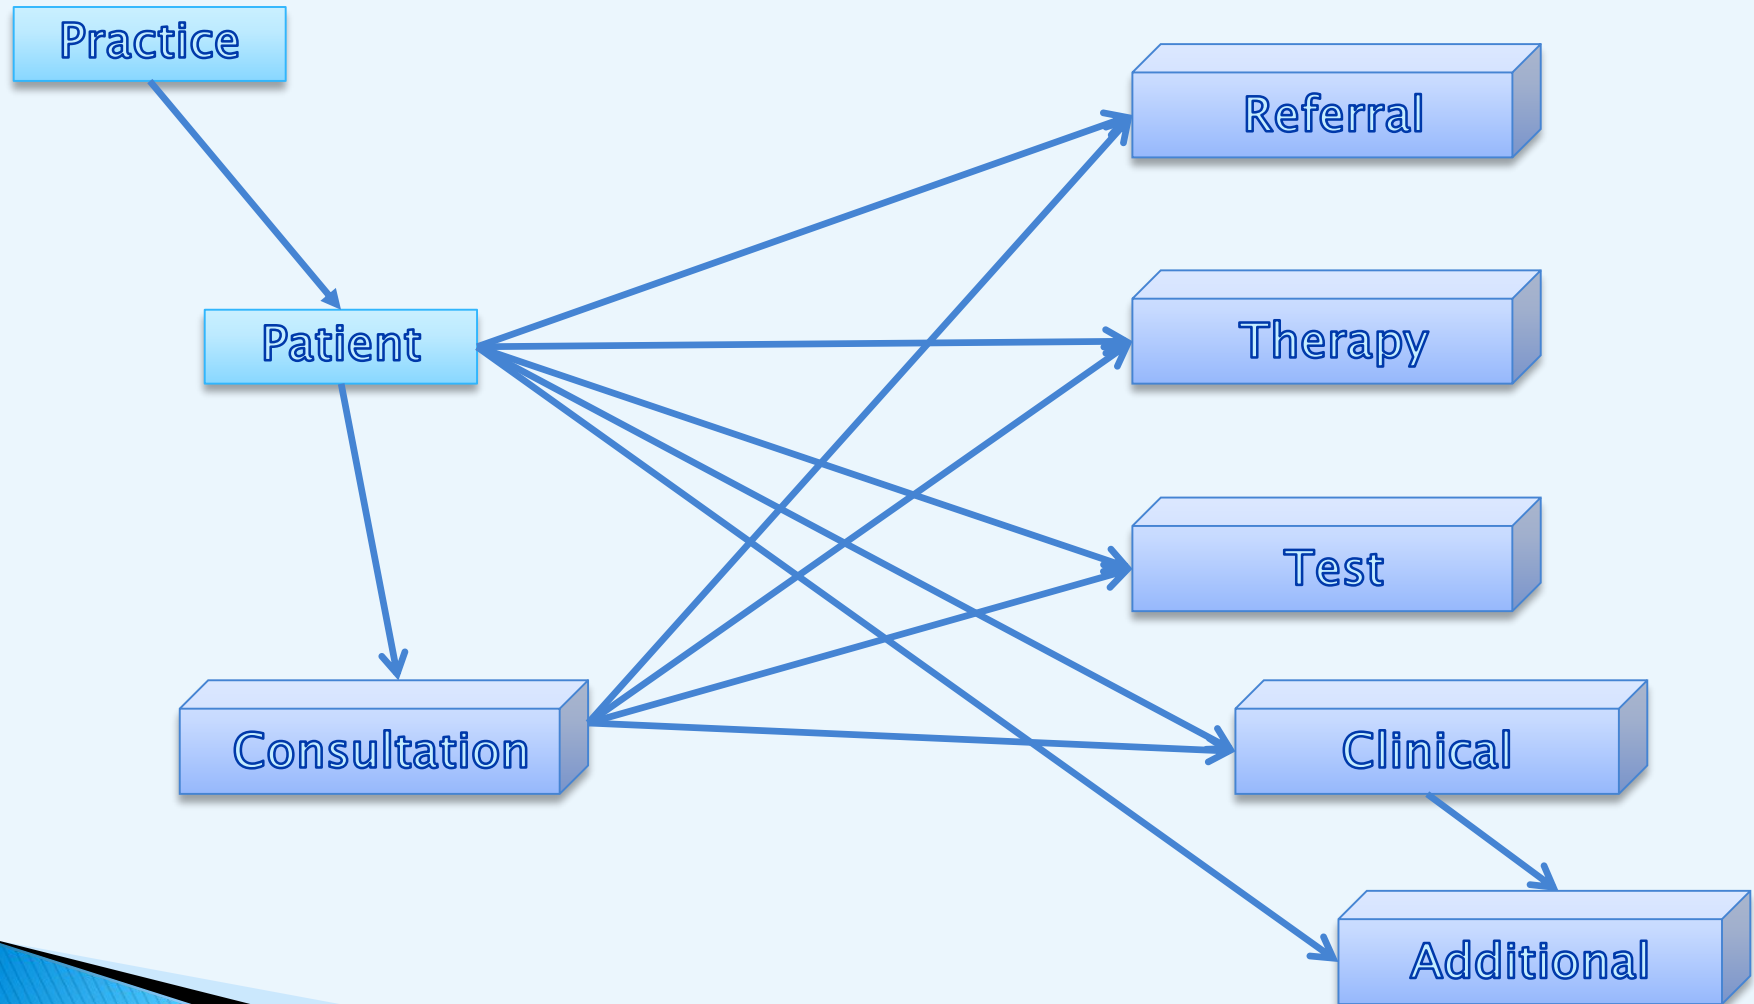 Practice
Referral
Therapy
Patient
Test
Consultation
Clinical
Additional